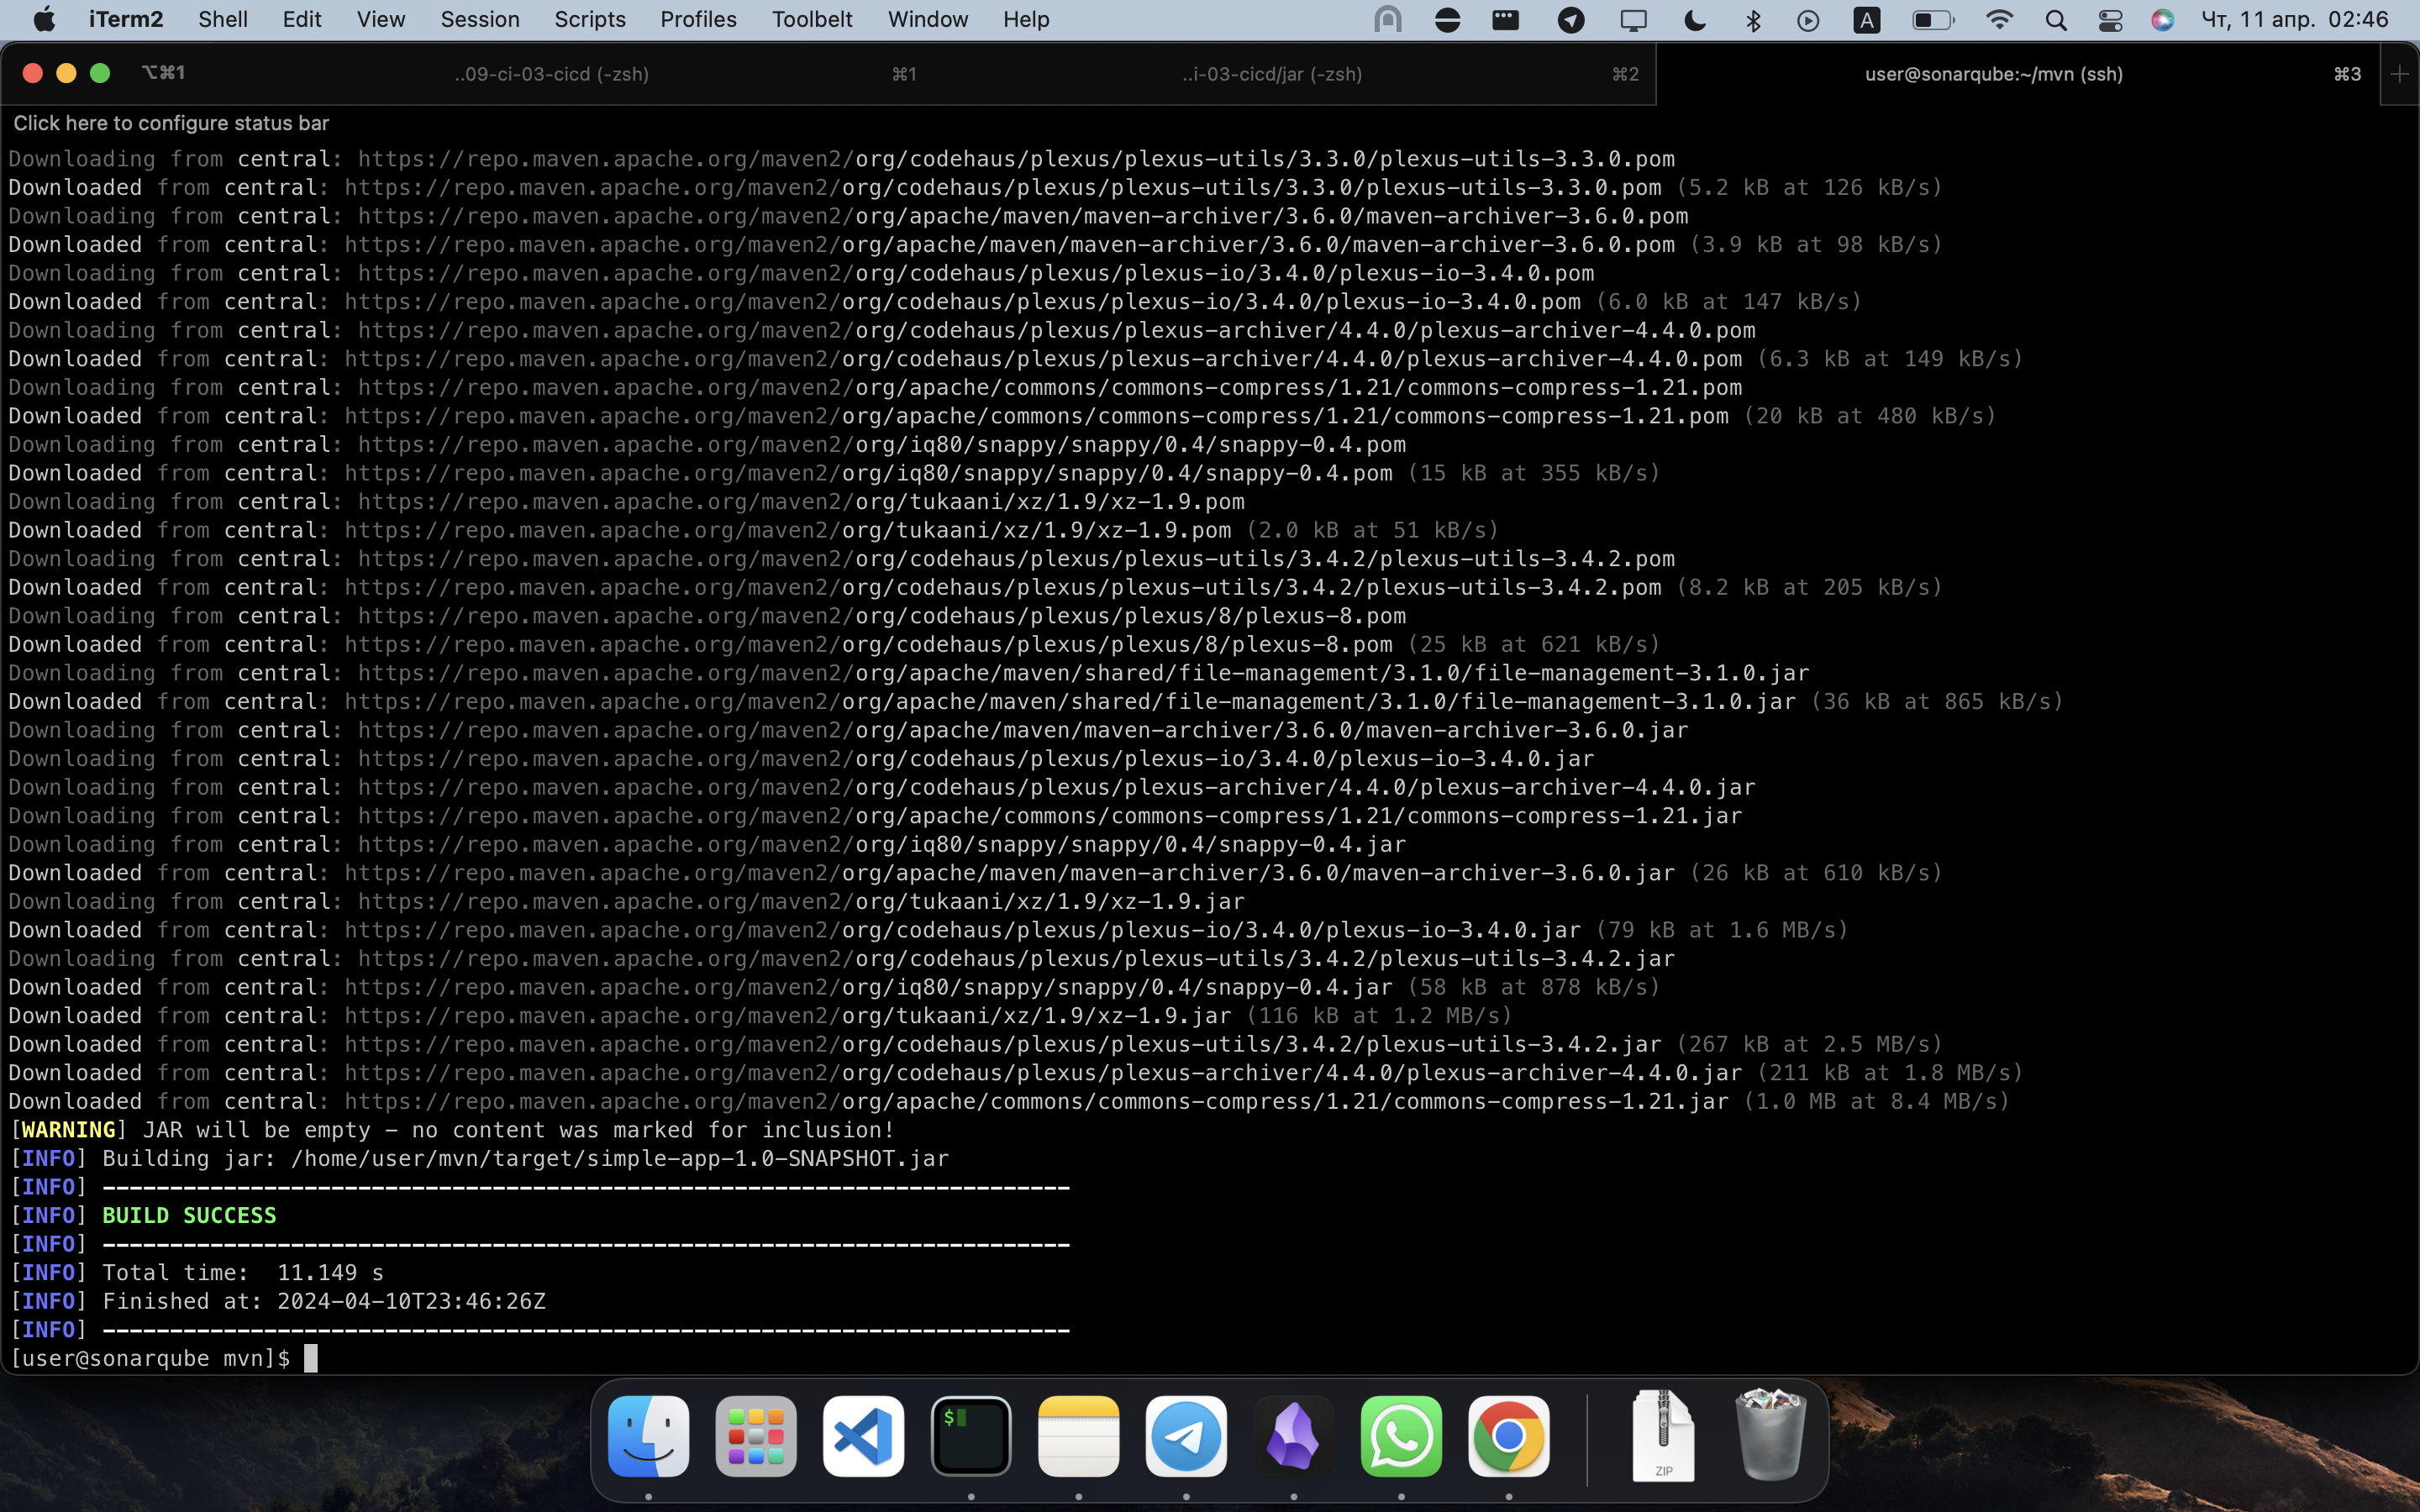 iTerm2 Shell Edit View Session Scripts Profiles Toolbelt Window Help A Чт, 11 апр. 02:46
⌥⌘1 ..09-ci-03-cicd (-zsh) ⌘1 ..i-03-cicd/jar (-zsh) ⌘2 user@sonarqube:~/mvn (ssh) ⌘3 +
Click here to configure status bar
Downloading from central: https://repo.maven.apache.org/maven2/org/codehaus/plexus/plexus-utils/3.3.0/plexus-utils-3.3.0.pom
Downloaded from central: https://repo.maven.apache.org/maven2/org/codehaus/plexus/plexus-utils/3.3.0/plexus-utils-3.3.0.pom (5.2 kB at 126 kB/s)
Downloading from central: https://repo.maven.apache.org/maven2/org/apache/maven/maven-archiver/3.6.0/maven-archiver-3.6.0.pom
Downloaded from central: https://repo.maven.apache.org/maven2/org/apache/maven/maven-archiver/3.6.0/maven-archiver-3.6.0.pom (3.9 kB at 98 kB/s)
Downloading from central: https://repo.maven.apache.org/maven2/org/codehaus/plexus/plexus-io/3.4.0/plexus-io-3.4.0.pom
Downloaded from central: https://repo.maven.apache.org/maven2/org/codehaus/plexus/plexus-io/3.4.0/plexus-io-3.4.0.pom (6.0 kB at 147 kB/s)
Downloading from central: https://repo.maven.apache.org/maven2/org/codehaus/plexus/plexus-archiver/4.4.0/plexus-archiver-4.4.0.pom
Downloaded from central: https://repo.maven.apache.org/maven2/org/codehaus/plexus/plexus-archiver/4.4.0/plexus-archiver-4.4.0.pom (6.3 kB at 149 kB/s)
Downloading from central: https://repo.maven.apache.org/maven2/org/apache/commons/commons-compress/1.21/commons-compress-1.21.pom
Downloaded from central: https://repo.maven.apache.org/maven2/org/apache/commons/commons-compress/1.21/commons-compress-1.21.pom (20 kB at 480 kB/s)
Downloading from central: https://repo.maven.apache.org/maven2/org/iq80/snappy/snappy/0.4/snappy-0.4.pom
Downloaded from central: https://repo.maven.apache.org/maven2/org/iq80/snappy/snappy/0.4/snappy-0.4.pom (15 kB at 355 kB/s)
Downloading from central: https://repo.maven.apache.org/maven2/org/tukaani/xz/1.9/xz-1.9.pom
Downloaded from central: https://repo.maven.apache.org/maven2/org/tukaani/xz/1.9/xz-1.9.pom (2.0 kB at 51 kB/s)
Downloading from central: https://repo.maven.apache.org/maven2/org/codehaus/plexus/plexus-utils/3.4.2/plexus-utils-3.4.2.pom
Downloaded from central: https://repo.maven.apache.org/maven2/org/codehaus/plexus/plexus-utils/3.4.2/plexus-utils-3.4.2.pom (8.2 kB at 205 kB/s)
Downloading from central: https://repo.maven.apache.org/maven2/org/codehaus/plexus/plexus/8/plexus-8.pom
Downloaded from central: https://repo.maven.apache.org/maven2/org/codehaus/plexus/plexus/8/plexus-8.pom (25 kB at 621 kB/s)
Downloading from central: https://repo.maven.apache.org/maven2/org/apache/maven/shared/file-management/3.1.0/file-management-3.1.0.jar
Downloaded from central: https://repo.maven.apache.org/maven2/org/apache/maven/shared/file-management/3.1.0/file-management-3.1.0.jar (36 kB at 865 kB/s)
Downloading from central: https://repo.maven.apache.org/maven2/org/apache/maven/maven-archiver/3.6.0/maven-archiver-3.6.0.jar
Downloading from central: https://repo.maven.apache.org/maven2/org/codehaus/plexus/plexus-io/3.4.0/plexus-io-3.4.0.jar
Downloading from central: https://repo.maven.apache.org/maven2/org/codehaus/plexus/plexus-archiver/4.4.0/plexus-archiver-4.4.0.jar
Downloading from central: https://repo.maven.apache.org/maven2/org/apache/commons/commons-compress/1.21/commons-compress-1.21.jar
Downloading from central: https://repo.maven.apache.org/maven2/org/iq80/snappy/snappy/0.4/snappy-0.4.jar
Downloaded from central: https://repo.maven.apache.org/maven2/org/apache/maven/maven-archiver/3.6.0/maven-archiver-3.6.0.jar (26 kB at 610 kB/s)
Downloading from central: https://repo.maven.apache.org/maven2/org/tukaani/xz/1.9/xz-1.9.jar
Downloaded from central: https://repo.maven.apache.org/maven2/org/codehaus/plexus/plexus-io/3.4.0/plexus-io-3.4.0.jar (79 kB at 1.6 MB/s)
Downloading from central: https://repo.maven.apache.org/maven2/org/codehaus/plexus/plexus-utils/3.4.2/plexus-utils-3.4.2.jar
Downloaded from central: https://repo.maven.apache.org/maven2/org/iq80/snappy/snappy/0.4/snappy-0.4.jar (58 kB at 878 kB/s)
Downloaded from central: https://repo.maven.apache.org/maven2/org/tukaani/xz/1.9/xz-1.9.jar (116 kB at 1.2 MB/s)
Downloaded from central: https://repo.maven.apache.org/maven2/org/codehaus/plexus/plexus-utils/3.4.2/plexus-utils-3.4.2.jar (267 kB at 2.5 MB/s)
Downloaded from central: https://repo.maven.apache.org/maven2/org/codehaus/plexus/plexus-archiver/4.4.0/plexus-archiver-4.4.0.jar (211 kB at 1.8 MB/s)
Downloaded from central: https://repo.maven.apache.org/maven2/org/apache/commons/commons-compress/1.21/commons-compress-1.21.jar (1.0 MB at 8.4 MB/s)
[WARNING] JAR will be empty - no content was marked for inclusion!
[INFO] Building jar: /home/user/mvn/target/simple-app-1.0-SNAPSHOT.jar
[INFO] ------------------------------------------------------------------------
[INFO] BUILD SUCCESS
[INFO] ------------------------------------------------------------------------
[INFO] Total time:  11.149 s
[INFO] Finished at: 2024-04-10T23:46:26Z
[INFO] ------------------------------------------------------------------------
[user@sonarqube mvn]$
$
ZIP